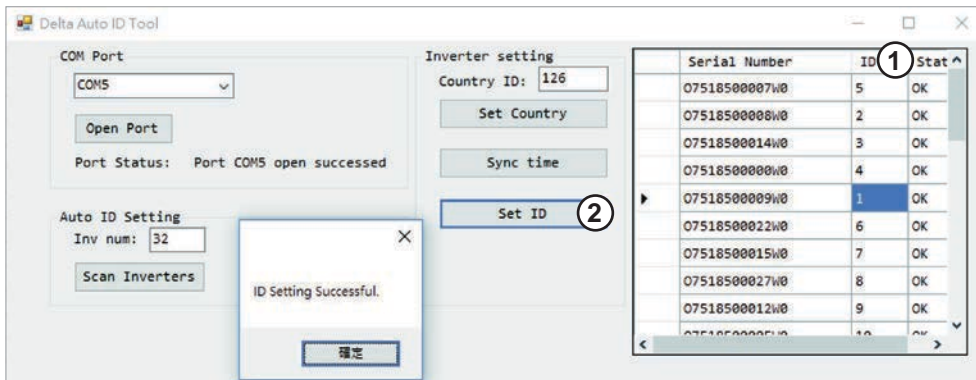 Delta Auto ID Tool
COM Port
COM5
Open Port
Port Status: Port COM5 open successed
Auto ID Setting
Inv num: 32
Scan Inverters
Inverter setting
Country ID: 126
Set Country
Sync time
Set ID
2
ID Setting Successful.
確定
1
Serial Number ID Stat
O7518500007W0 5 OK
O7518500008W0 2 OK
O7518500014W0 3 OK
O7518500000W0 4 OK
O7518500009W0 1 OK
O7518500022W0 6 OK
O7518500015W0 7 OK
O7518500027W0 8 OK
O7518500012W0 9 OK